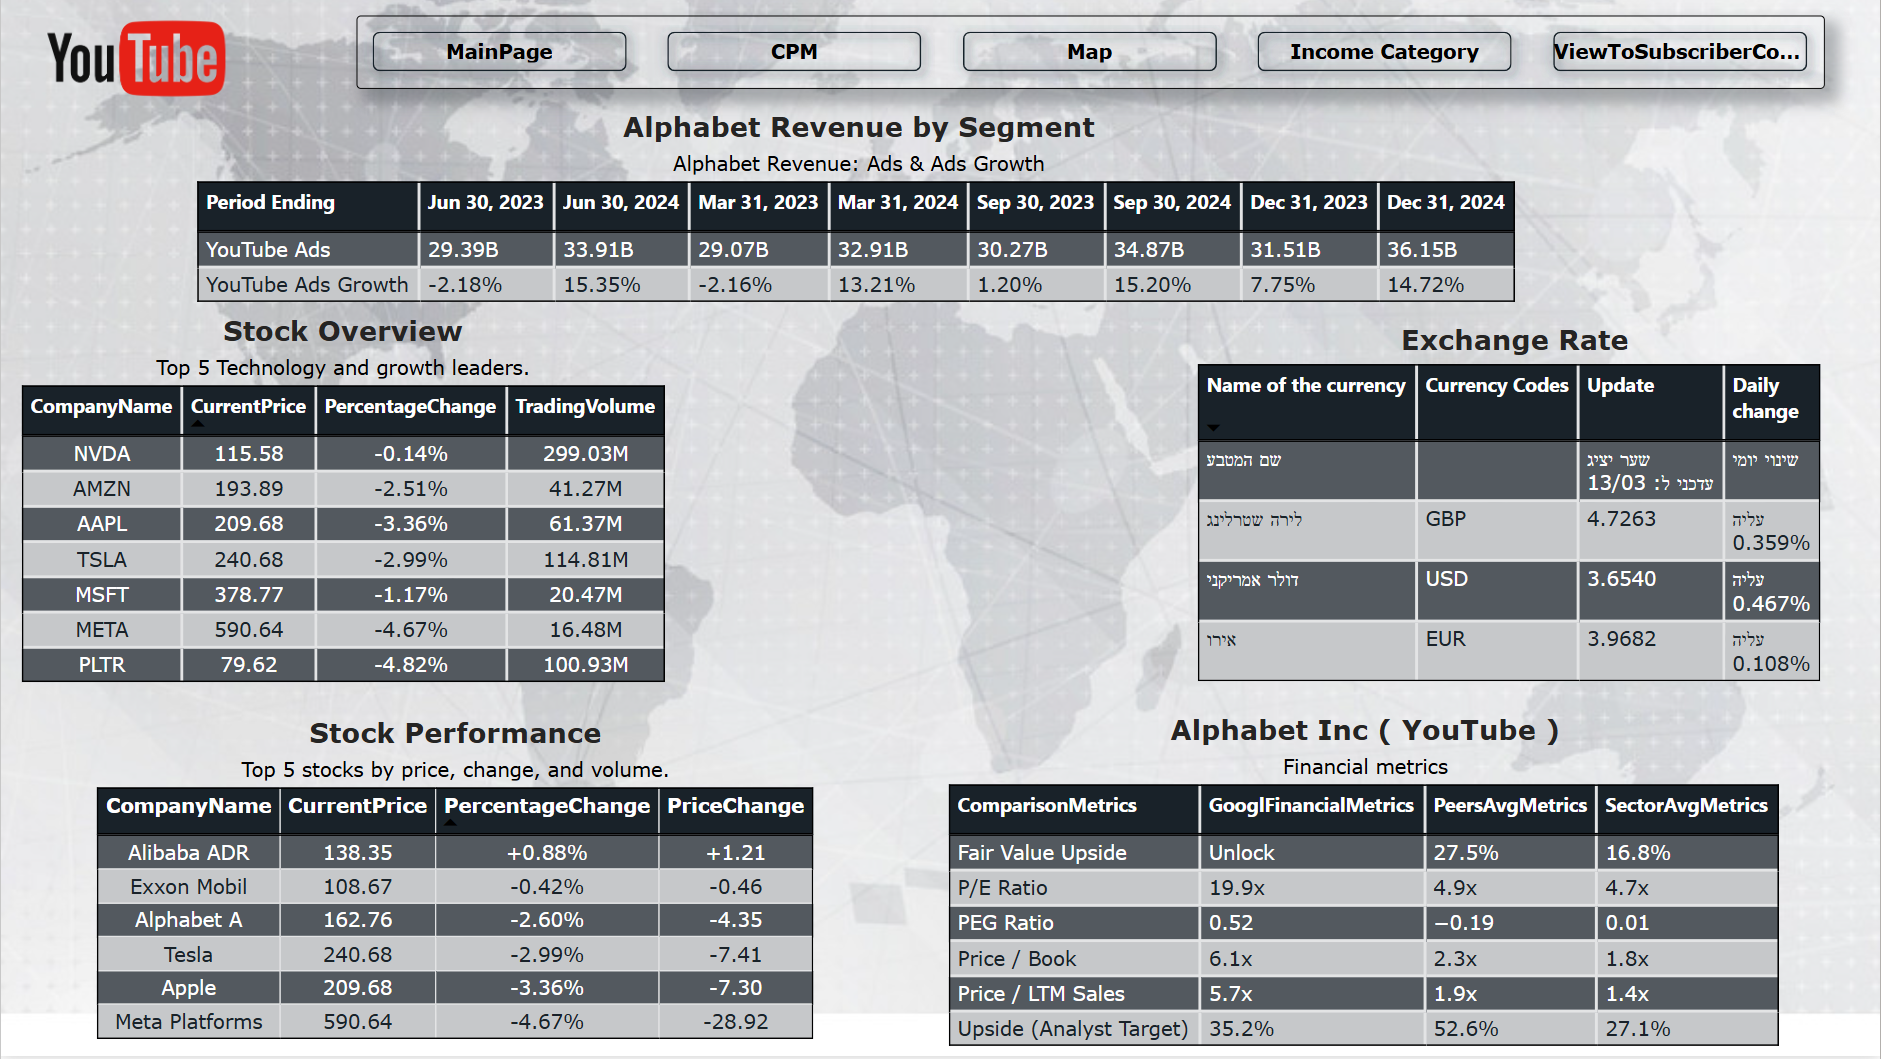 YouTube
MainPage
CPM
Map
Income Category
ViewToSubscriberCo...
Alphabet Revenue by Segment
Alphabet Revenue: Ads & Ads Growth
Period Ending Jun 30, 2023 Jun 30, 2024 Mar 31, 2023 Mar 31, 2024 Sep 30, 2023 Sep 30, 2024 Dec 31, 2023 Dec 31, 2024
YouTube Ads 29.39B 33.91B 29.07B 32.91B 30.27B 34.87B 31.51B 36.15B
YouTube Ads Growth -2.18% 15.35% -2.16% 13.21% 1.20% 15.20% 7.75% 14.72%
Stock Overview
Top 5 Technology and growth leaders.
CompanyName CurrentPrice PercentageChange TradingVolume
NVDA 115.58 -0.14% 299.03M
AMZN 193.89 -2.51% 41.27M
AAPL 209.68 -3.36% 61.37M
TSLA 240.68 -2.99% 114.81M
MSFT 378.77 -1.17% 20.47M
META 590.64 -4.67% 16.48M
PLTR 79.62 -4.82% 100.93M
Exchange Rate
Name of the currency Currency Codes Update Daily
change
שם המטבע שער יציג שינוי יומי
עדכני ל: 13/03
לירה שטרלינג GBP 4.7263 עליה
0.359%
דולר אמריקני USD 3.6540 עליה
0.467%
אירו EUR 3.9682 עליה
0.108%
Stock Performance
Top 5 stocks by price, change, and volume.
CompanyName CurrentPrice PercentageChange PriceChange
Alibaba ADR 138.35 +0.88% +1.21
Exxon Mobil 108.67 -0.42% -0.46
Alphabet A 162.76 -2.60% -4.35
Tesla 240.68 -2.99% -7.41
Apple 209.68 -3.36% -7.30
Meta Platforms 590.64 -4.67% -28.92
Alphabet Inc ( YouTube )
Financial metrics
ComparisonMetrics GooglFinancialMetrics PeersAvgMetrics SectorAvgMetrics
Fair Value Upside Unlock 27.5% 16.8%
P/E Ratio 19.9x 4.9x 4.7x
PEG Ratio 0.52 −0.19 0.01
Price / Book 6.1x 2.3x 1.8x
Price / LTM Sales 5.7x 1.9x 1.4x
Upside (Analyst Target) 35.2% 52.6% 27.1%